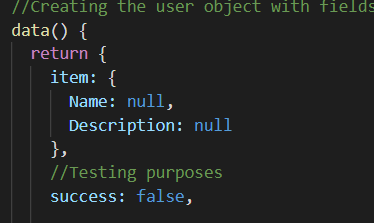 //Creating the user object with fields
data() {
return {
item: {
Name: null,
Description: null
},
//Testing purposes
success: false,